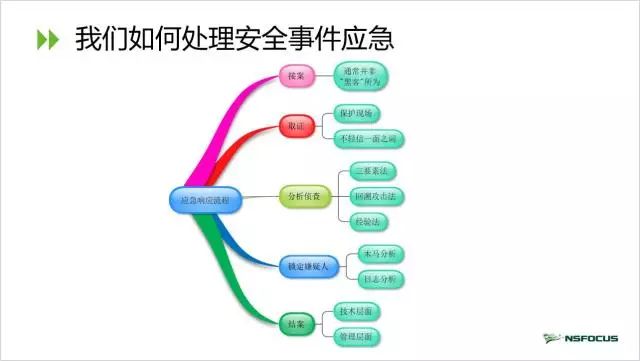 我们如何处理安全事件应急
应急响应流程
接案
通常并非
“黑客”所为
取证
保护现场
不轻信一面之词
分析侦查
三要素法
回溯攻击法
经验法
锁定嫌疑人
木马分析
日志分析
结案
技术层面
管理层面
NSFOCUS